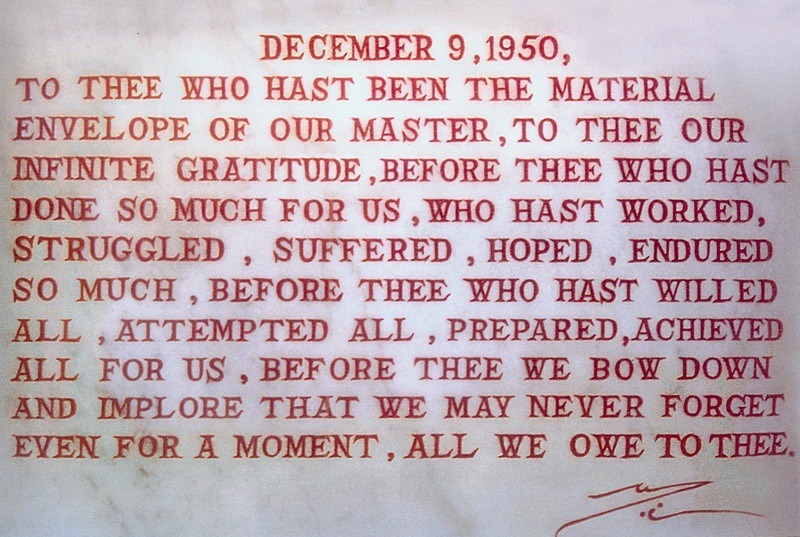 DECEMBER 9,1950,
TO THEE WHO HAST BEEN THE MATERIAL
ENVELOPE OF OUR MASTER,TO THEE OUR
INFINITE GRATITUDE,BEFORE THEE WHO HAST
DONE SO MUCH FOR US,WHO HAST WORKED,
STRUGGLED , SUFFERED , HOPED , ENDURED
SO MUCH ,BEFORE THEE WHO HAST WILLED
ALL ,ATTEMPTED ALL , PREPARED,ACHIEVED
ALL FOR US ,BEFORE THEE WE BOW DOWN
AND IMPLORE THAT WE MAY NEVER FORGET
EVEN FOR A MOMENT,ALL WE OWE TO THEE.